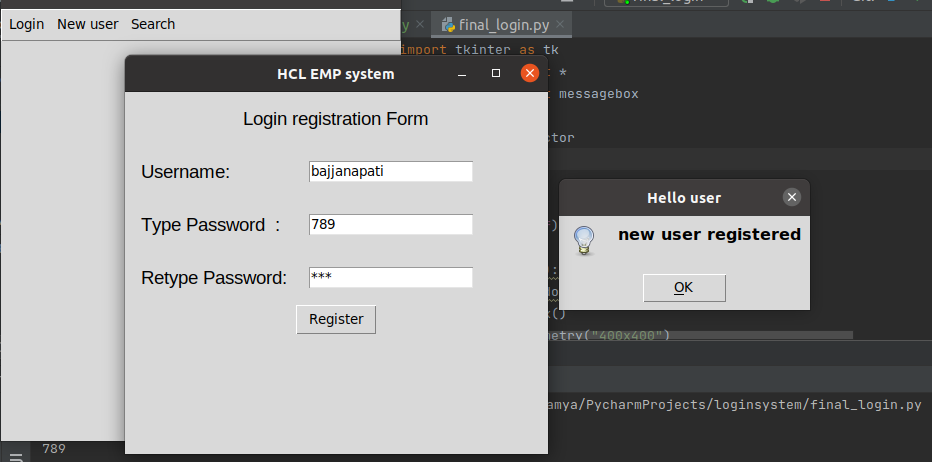 Login New user Search
final_login.py
import tkinter as tk
*
HCL EMP system
messagebox
Login registration Form
ctor
Username: bajjanapati
Hello user
new user registered
Type Password : 789
Retype Password: ***
OK
Register
etry("400x400")
amya/PycharmProjects/loginsystem/final_login.py
789